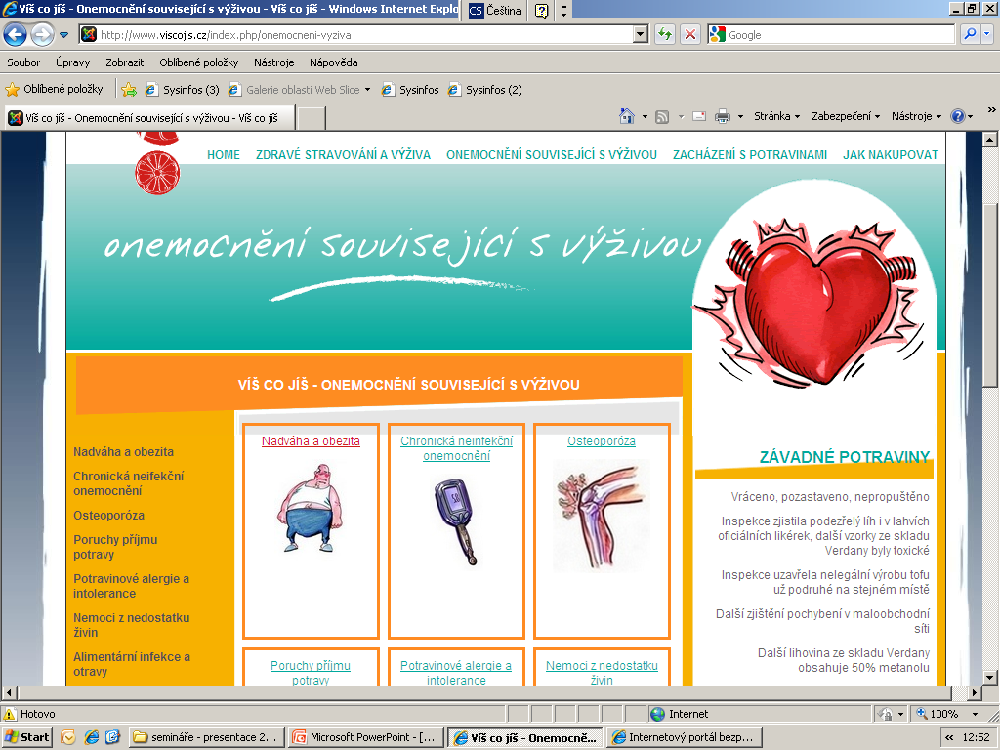 Víš co jíš - Onemocnění související s výživou - Víš co jíš - Windows Internet Explo
CS Čeština
http://www.viscojis.cz/index.php/onemocneni-vyziva
Google
Soubor Úpravy Zobrazit Oblíbené položky Nástroje Nápověda
Oblíbené položky Sysinfos (3) Galerie oblastí Web Slice Sysinfos Sysinfos (2)
Víš co jíš - Onemocnění související s výživou - Víš co jíš
Stránka Zabezpečení Nástroje
HOME ZDRAVÉ STRAVOVÁNÍ A VÝŽIVA ONEMOCNĚNÍ SOUVISEJÍCÍ S VÝŽIVOU ZACHÁZENÍ S POTRAVINAMI JAK NAKUPOVAT
onemocnění související s výživou
VÍŠ CO JÍŠ - ONEMOCNĚNÍ SOUVISEJÍCÍ S VÝŽIVOU
Nadváha a obezita
Chronická neifekční
onemocnění
Osteoporóza
Poruchy příjmu
potravy
Potravinové alergie a
intolerance
Nemoci z nedostatku
živin
Alimentární infekce a
otravy
Nadváha a obezita
Chronická neinfekční
onemocnění
Osteoporóza
Poruchy příjmu
potravy
Potravinové alergie a
intolerance
Nemoci z nedostatku
živin
ZÁVADNÉ POTRAVINY
Vráceno, pozastaveno, nepropuštěno
Inspekce zjistila podezřelý líh i v lahvích
oficiálních likérek, další vzorky ze skladu
Verdany byly toxické
Inspekce uzavřela nelegální výrobu tofu
už podruhé na stejném místě
Další zjištění pochybení v maloobchodní
síti
Další lihovina ze skladu Verdany
obsahuje 50% metanolu
Hotovo
Internet
100%
Start
semináře - presentace 2...
Microsoft PowerPoint - [...
Víš co jíš - Onemocně...
Internetový portál bezp...
12:52